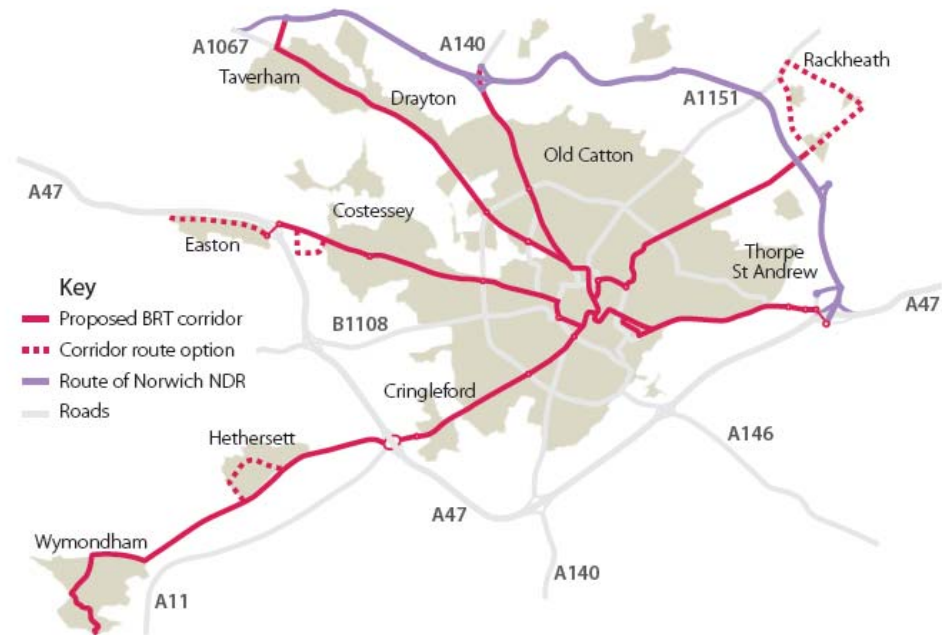 A1067
A140
Rackheath
Taverham
Drayton
A1151
Old Catton
A47
Costessey
Easton
Thorpe
St Andrew
A47
Key
Proposed BRT corridor
Corridor route option
Route of Norwich NDR
Roads
B1108
Cringleford
Hethersett
A146
A47
Wymondham
A140
A11